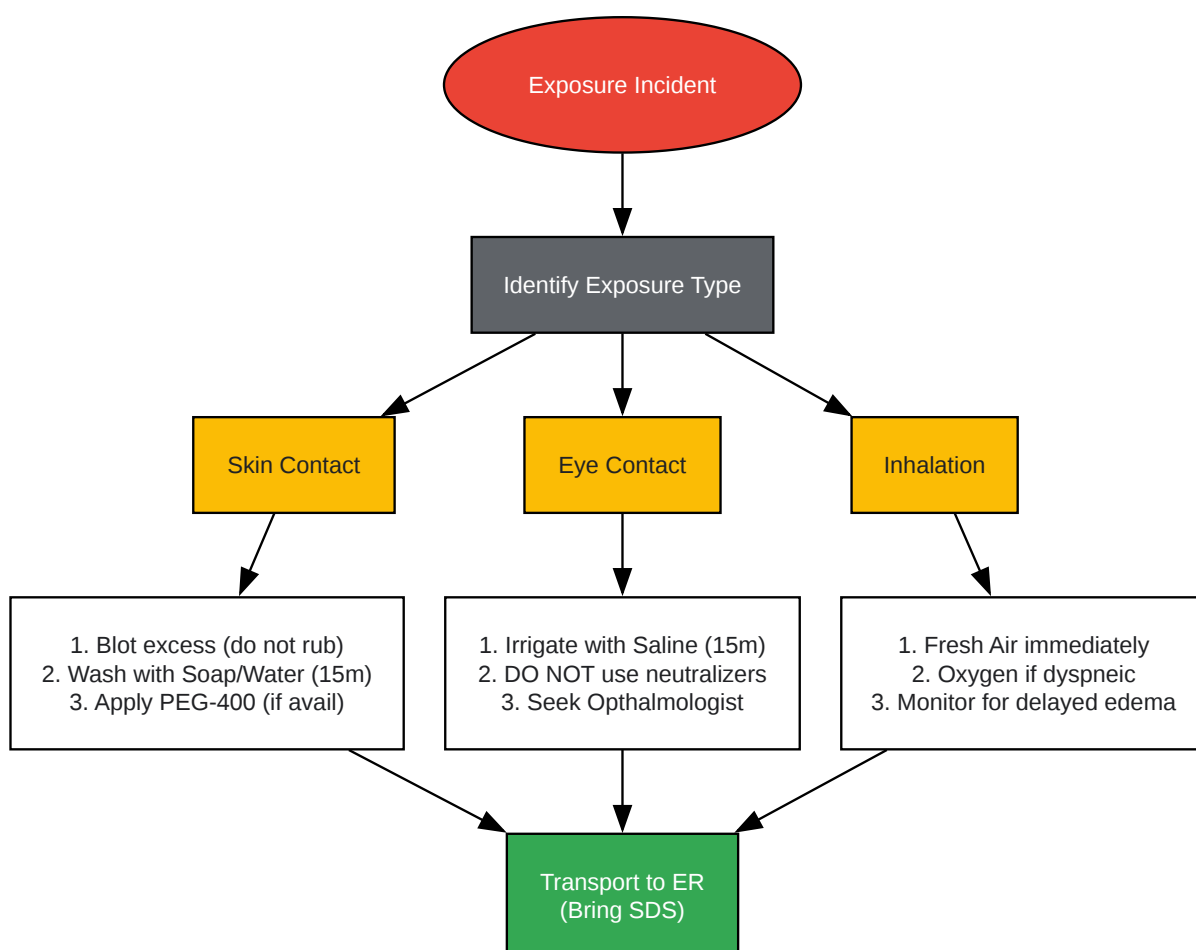 Exposure Incident
Identify Exposure Type
Skin Contact
Eye Contact
Inhalation
1. Blot excess (do not rub)
2. Wash with Soap/Water (15m)
3. Apply PEG-400 (if avail)
1. Irrigate with Saline (15m)
2. DO NOT use neutralizers
3. Seek Opthalmologist
1. Fresh Air immediately
2. Oxygen if dyspneic
3. Monitor for delayed edema
Transport to ER
(Bring SDS)